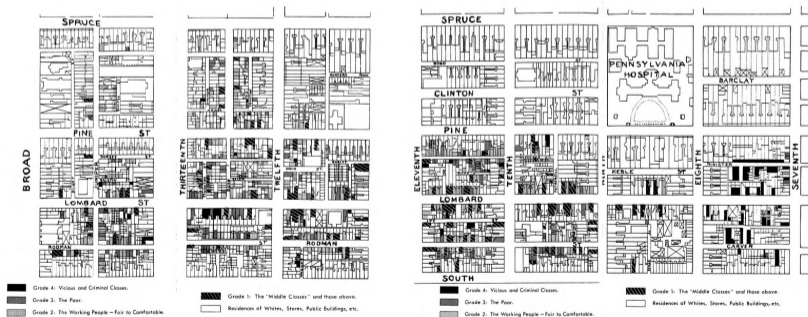 SPRUCE
PINE ST
BROAD
LOMBARD ST
RODMAN
THIRTEENTH
TWELFTH
RODMAN
Grade 4: Vicious and Criminal Classes.
Grade 3: The Poor.
Grade 2: The Working People – Fair to Comfortable.
Grade 1: The "Middle Classes" and those above.
Residences of Whites, Stores, Public Buildings, etc.
SPRUCE
PENNSYLVANIA
HOSPITAL
BARCLAY
CLINTON ST
PINE
ELEVENTH
TENTH
KEBLE ST
EIGHTH
SEVENTH
LOMBARD
CARVER
SOUTH
Grade 4: Vicious and Criminal Classes.
Grade 3: The Poor.
Grade 2: The Working People – Fair to Comfortable.
Grade 1: The "Middle Classes" and those above.
Residences of Whites, Stores, Public Buildings, etc.